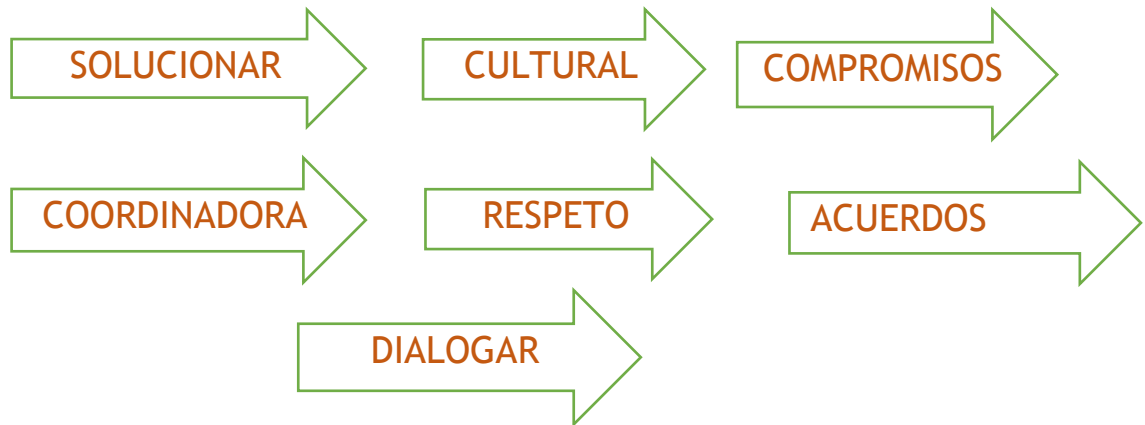 SOLUCIONAR
CULTURAL
COMPROMISOS
COORDINADORA
RESPETO
ACUERDOS
DIALOGAR